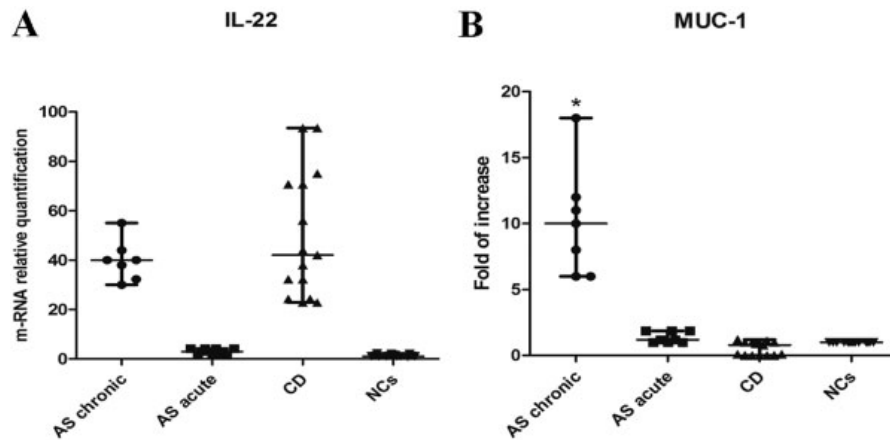 A
IL-22
m-RNA relative quantification
100
80
60
40
20
0
AS chronic
AS acute
CD
NCs
B
MUC-1
Fold of increase
20
15
10
5
0
*
AS chronic
AS acute
CD
NCs